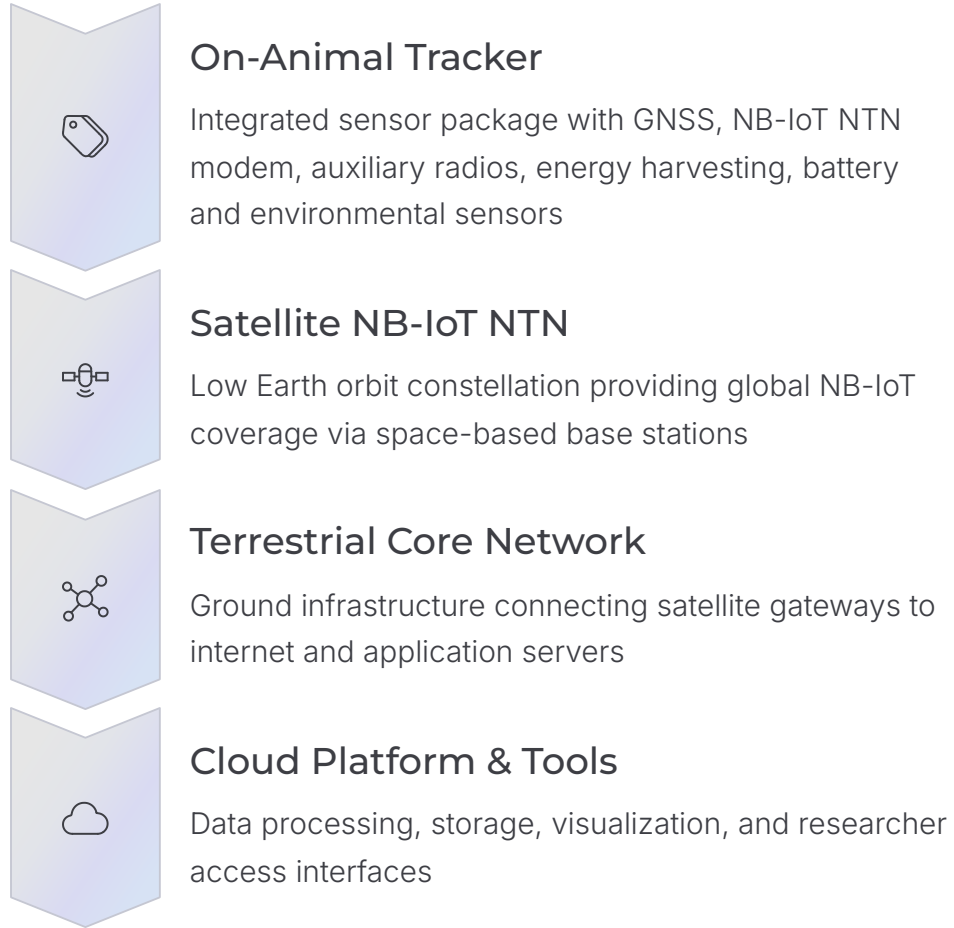 On-Animal Tracker
Integrated sensor package with GNSS, NB-IoT NTN
modem, auxiliary radios, energy harvesting, battery
and environmental sensors
Satellite NB-IoT NTN
Low Earth orbit constellation providing global NB-IoT
coverage via space-based base stations
Terrestrial Core Network
Ground infrastructure connecting satellite gateways to
internet and application servers
Cloud Platform & Tools
Data processing, storage, visualization, and researcher
access interfaces